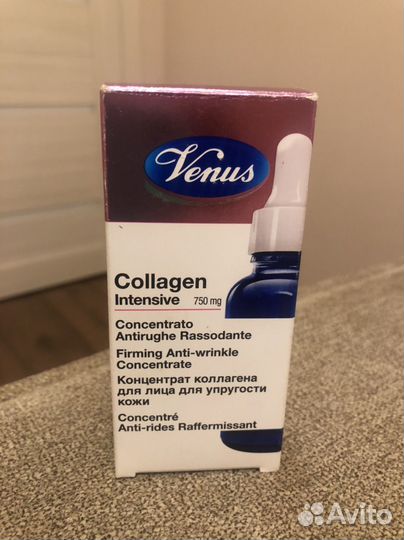 Venus
Collagen
Intensive 750 mg
Concentrato
Antirughe Rassodante
Firming Anti-wrinkle
Concentrate
Концентрат коллагена
для лица для упругости
кожи
Concentré
Anti-rides Raffermissant
Avito